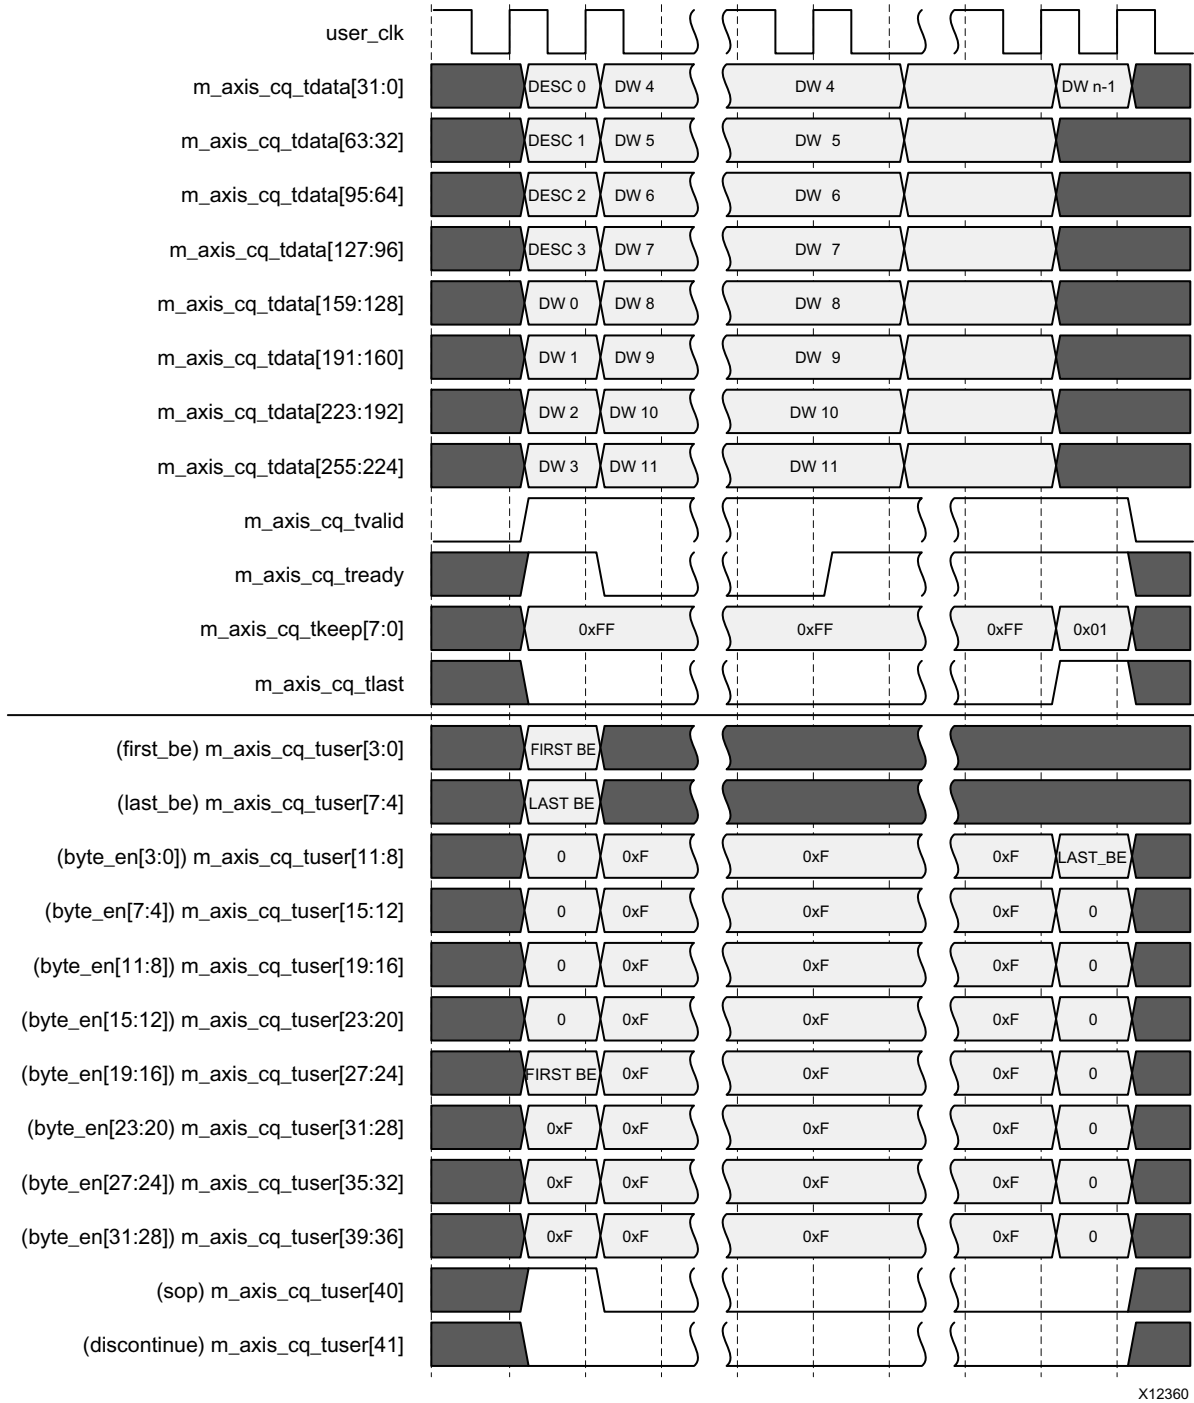 user_clk
m_axis_cq_tdata[31:0] DESC 0 DW 4 DW 4 DW n-1
m_axis_cq_tdata[63:32] DESC 1 DW 5 DW 5
m_axis_cq_tdata[95:64] DESC 2 DW 6 DW 6
m_axis_cq_tdata[127:96] DESC 3 DW 7 DW 7
m_axis_cq_tdata[159:128] DW 0 DW 8 DW 8
m_axis_cq_tdata[191:160] DW 1 DW 9 DW 9
m_axis_cq_tdata[223:192] DW 2 DW 10 DW 10
m_axis_cq_tdata[255:224] DW 3 DW 11 DW 11
m_axis_cq_tvalid
m_axis_cq_tready
m_axis_cq_tkeep[7:0] 0xFF 0xFF 0xFF 0x01
m_axis_cq_tlast
(first_be) m_axis_cq_tuser[3:0] FIRST BE
(last_be) m_axis_cq_tuser[7:4] LAST BE
(byte_en[3:0]) m_axis_cq_tuser[11:8] 0 0xF 0xF 0xF LAST_BE
(byte_en[7:4]) m_axis_cq_tuser[15:12] 0 0xF 0xF 0xF 0
(byte_en[11:8]) m_axis_cq_tuser[19:16] 0 0xF 0xF 0xF 0
(byte_en[15:12]) m_axis_cq_tuser[23:20] 0 0xF 0xF 0xF 0
(byte_en[19:16]) m_axis_cq_tuser[27:24] FIRST BE 0xF 0xF 0xF 0
(byte_en[23:20) m_axis_cq_tuser[31:28] 0xF 0xF 0xF 0xF 0
(byte_en[27:24]) m_axis_cq_tuser[35:32] 0xF 0xF 0xF 0xF 0
(byte_en[31:28]) m_axis_cq_tuser[39:36] 0xF 0xF 0xF 0xF 0
(sop) m_axis_cq_tuser[40]
(discontinue) m_axis_cq_tuser[41]
X12360